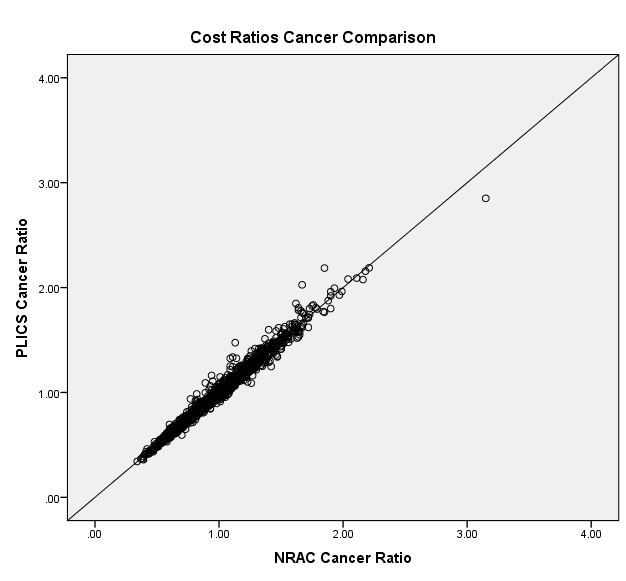 Cost Ratios Cancer Comparison
4.00
3.00
2.00
1.00
.00
PLICS Cancer Ratio
.00 1.00 2.00 3.00 4.00
NRAC Cancer Ratio